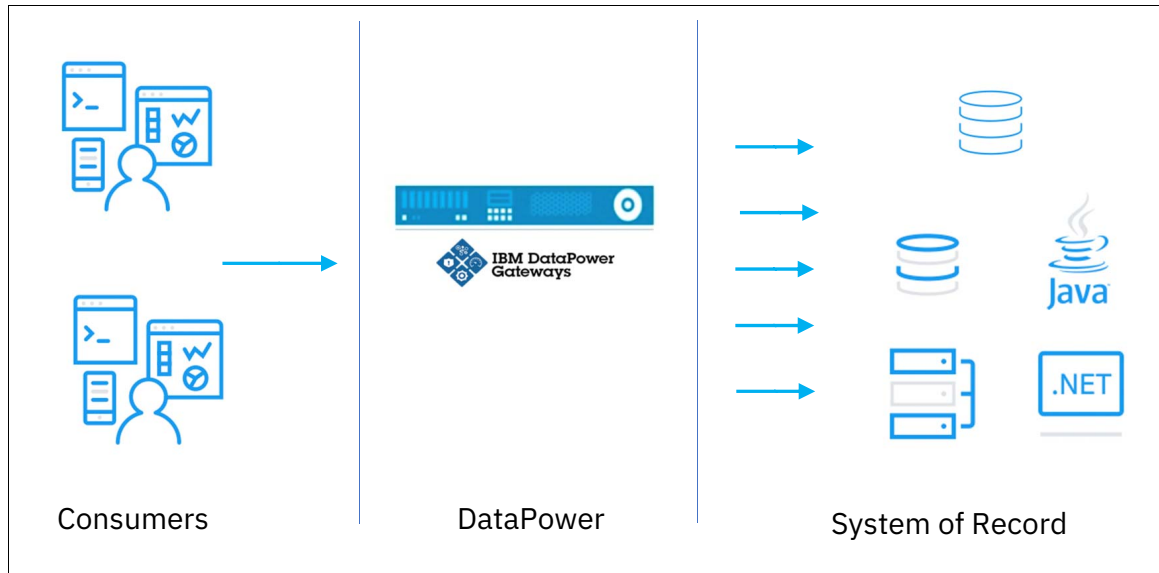 >_
>_
IBM DataPower
Gateways
Java
.NET
Consumers
DataPower
System of Record